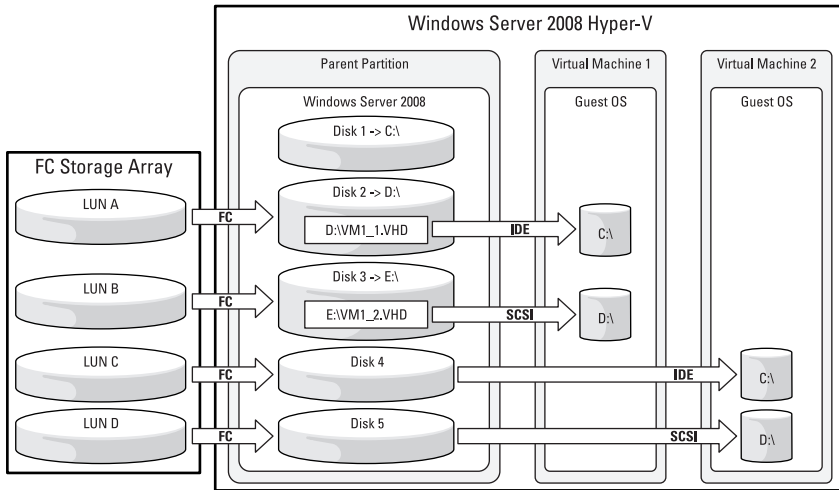 Windows Server 2008 Hyper-V
Parent Partition
Windows Server 2008
Disk 1 -> C:\
Disk 2 -> D:\
D:\VM1_1.VHD
Disk 3 -> E:\
E:\VM1_2.VHD
Disk 4
Disk 5
Virtual Machine 1
Guest OS
C:\
D:\
Virtual Machine 2
Guest OS
C:\
D:\
FC Storage Array
LUN A
LUN B
LUN C
LUN D
FC
FC
FC
FC
IDE
SCSI
IDE
SCSI